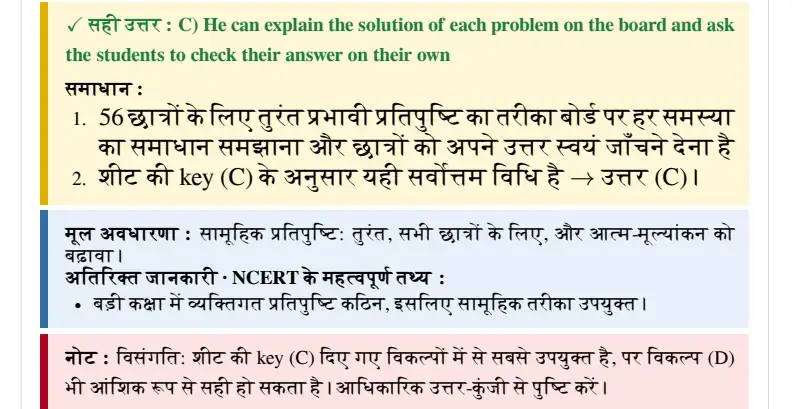 ✓ सही उत्तर : C) He can explain the solution of each problem on the board and ask
the students to check their answer on their own
समाधान :
1. 56 छात्रों के लिए तुरंत प्रभावी प्रतिपुष्टि का तरीका बोर्ड पर हर समस्या
का समाधान समझाना और छात्रों को अपने उत्तर स्वयं जाँचने देना है
2. शीट की key (C) के अनुसार यही सर्वोत्तम विधि है → उत्तर (C)।
मूल अवधारणा : सामूहिक प्रतिपुष्टि: तुरंत, सभी छात्रों के लिए, और आत्म-मूल्यांकन को
बढ़ावा।
अतिरिक्त जानकारी · NCERT के महत्वपूर्ण तथ्य :
• बड़ी कक्षा में व्यक्तिगत प्रतिपुष्टि कठिन, इसलिए सामूहिक तरीका उपयुक्त।
नोट : विसंगति: शीट की key (C) दिए गए विकल्पों में से सबसे उपयुक्त है, पर विकल्प (D)
भी आंशिक रूप से सही हो सकता है। आधिकारिक उत्तर-कुंजी से पुष्टि करें।